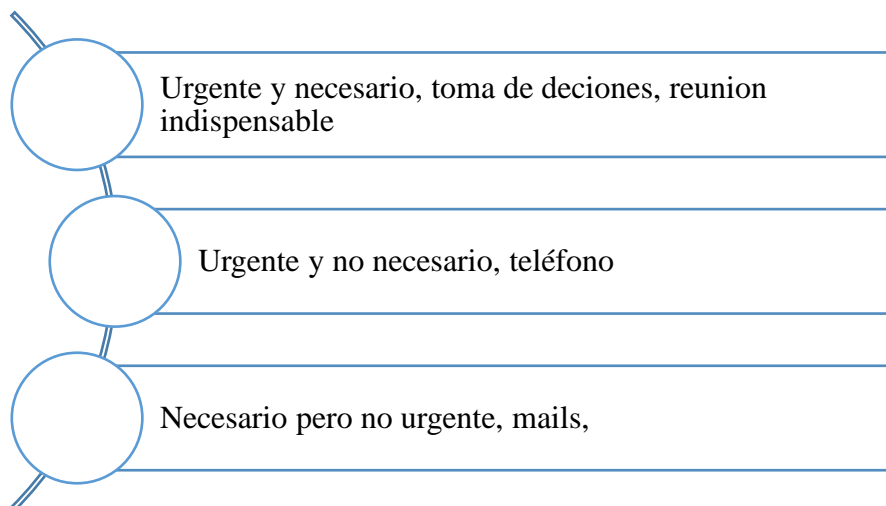 Urgente y necesario, toma de deciones, reunion
indispensable
Urgente y no necesario, teléfono
Necesario pero no urgente, mails,